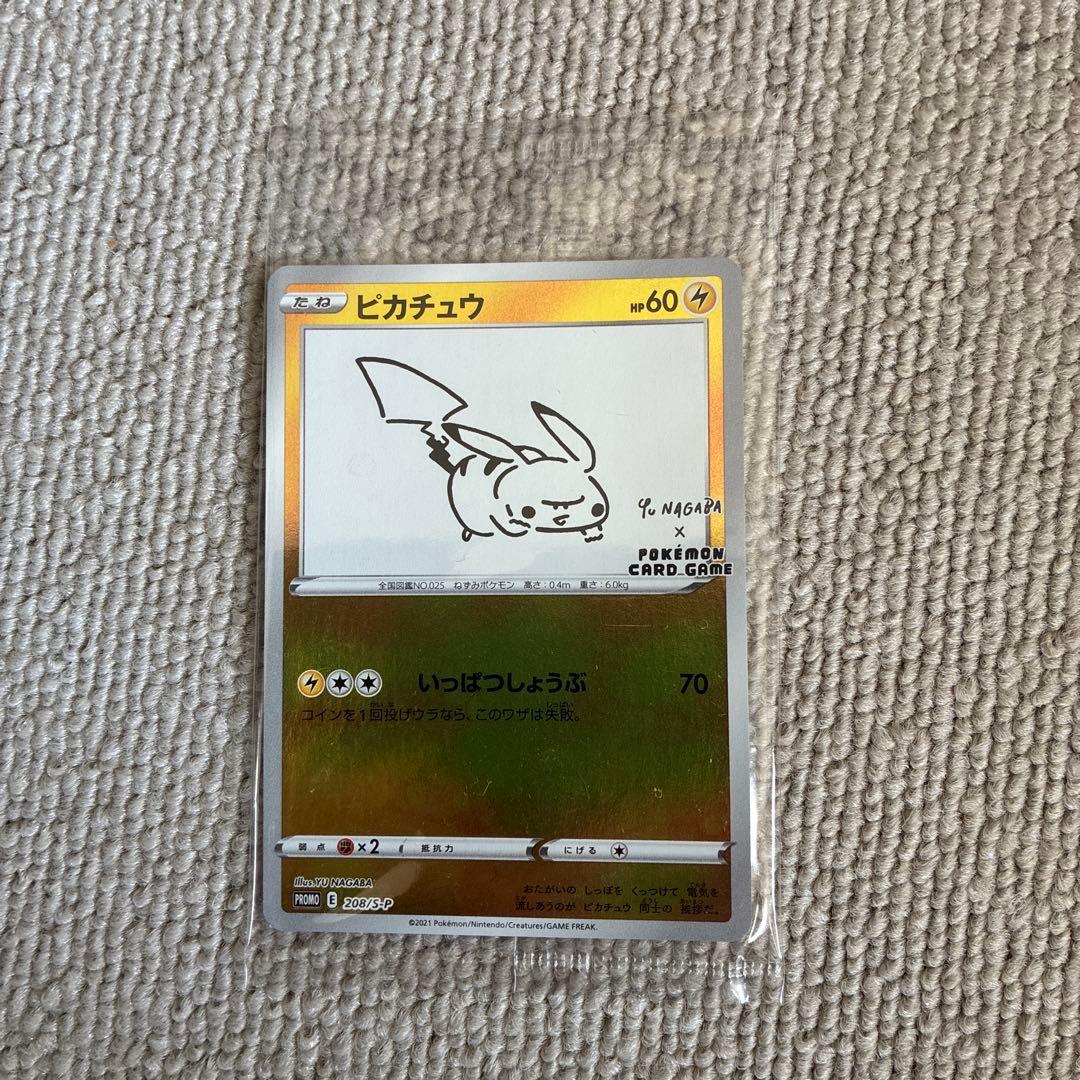 たね ピカチュウ HP60
Yu NAGABA
×
POKÉMON
CARD GAME
全国図鑑NO.025 ねずみポケモン 高さ:0.4m 重さ:6.0kg
いっぱつしょうぶ 70
コインを1回投げウラなら、このワザは失敗。
弱点 ×2 抵抗力 にげる
Illus.YU NAGABA
PROMO E 208/S-P
おたがいの しっぽを くっつけて 電気を
流しあうのが ピカチュウ 同士の 挨拶だ。
©2021 Pokémon/Nintendo/Creatures/GAME FREAK.